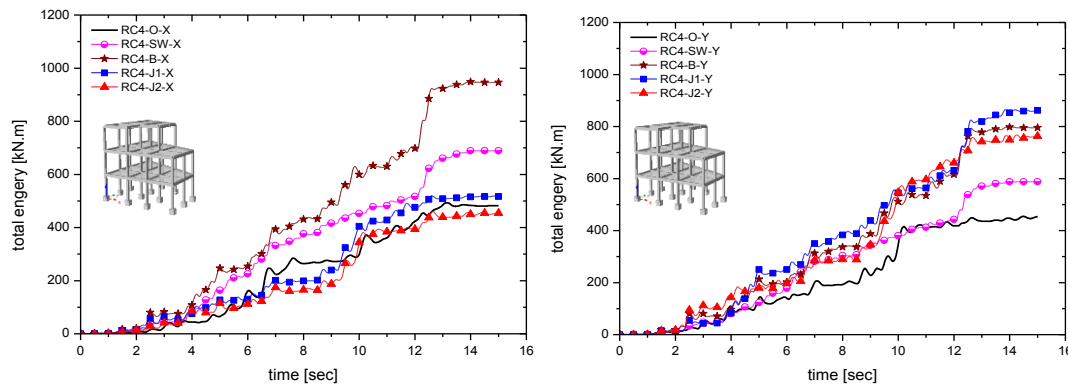 1200
1000
800
600
400
200
0
total engery [kN.m]
RC4-O-X
RC4-SW-X
RC4-B-X
RC4-J1-X
RC4-J2-X
0 2 4 6 8 10 12 14 16
time [sec]
1200
1000
800
600
400
200
0
total engery [kN.m]
RC4-O-Y
RC4-SW-Y
RC4-B-Y
RC4-J1-Y
RC4-J2-Y
0 2 4 6 8 10 12 14 16
time [sec]